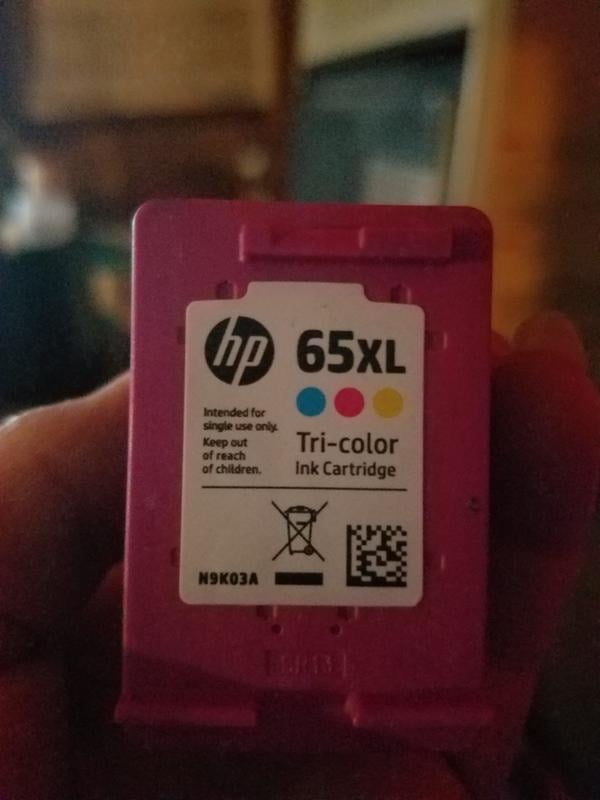 hp
65XL
Intended for
single use only.
Keep out
of reach
of children.
Tri-color
Ink Cartridge
N9K03A